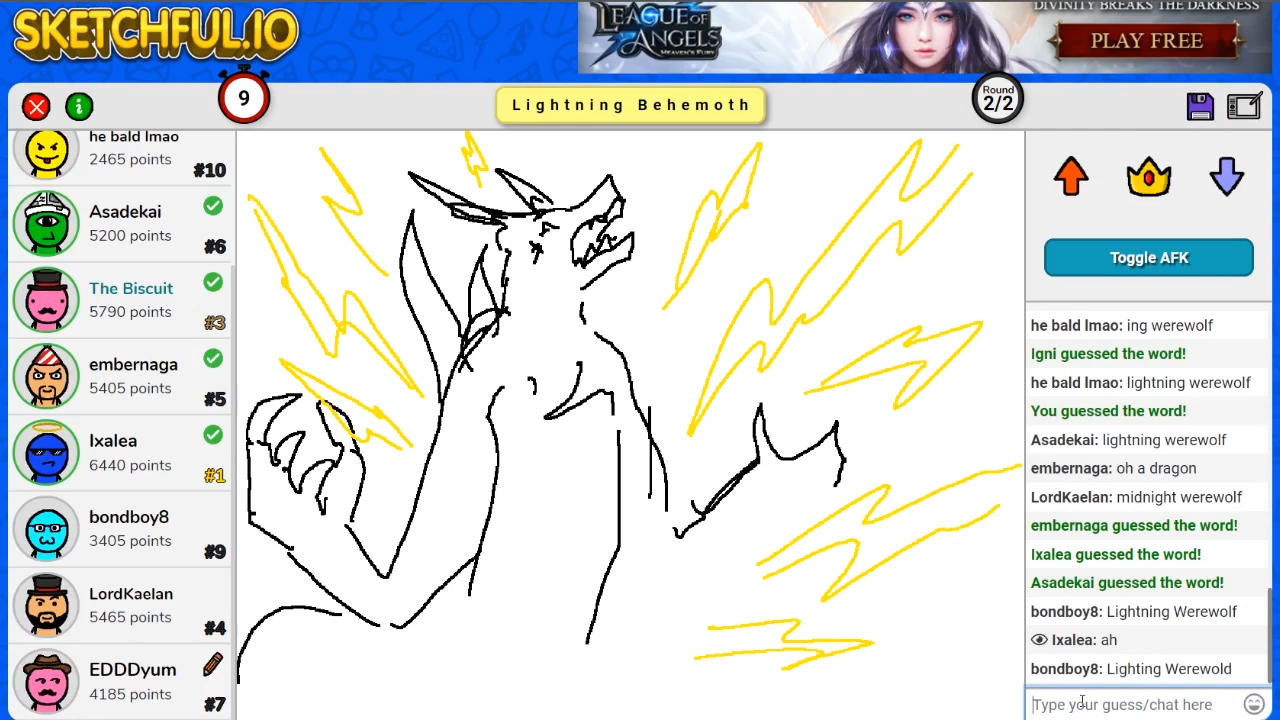 SKETCHFUL.IO
LEAGUE OF
ANGELS
HEAVEN'S FURY
DIVINITY BREAKS THE DARKNESS
PLAY FREE
9
Lightning Behemoth
Round
2/2
he bald lmao
2465 points
#10
Asadekai
5200 points
#6
The Biscuit
5790 points
#3
embernaga
5405 points
#5
Ixalea
6440 points
#1
bondboy8
3405 points
#9
LordKaelan
5465 points
#4
EDDDyum
4185 points
#7
Toggle AFK
he bald lmao: ing werewolf
Igni guessed the word!
he bald lmao: lightning werewolf
You guessed the word!
Asadekai: lightning werewolf
embernaga: oh a dragon
LordKaelan: midnight werewolf
embernaga guessed the word!
Ixalea guessed the word!
Asadekai guessed the word!
bondboy8: Lightning Werewolf
Ixalea: ah
bondboy8: Lighting Werewold
Type your guess/chat here